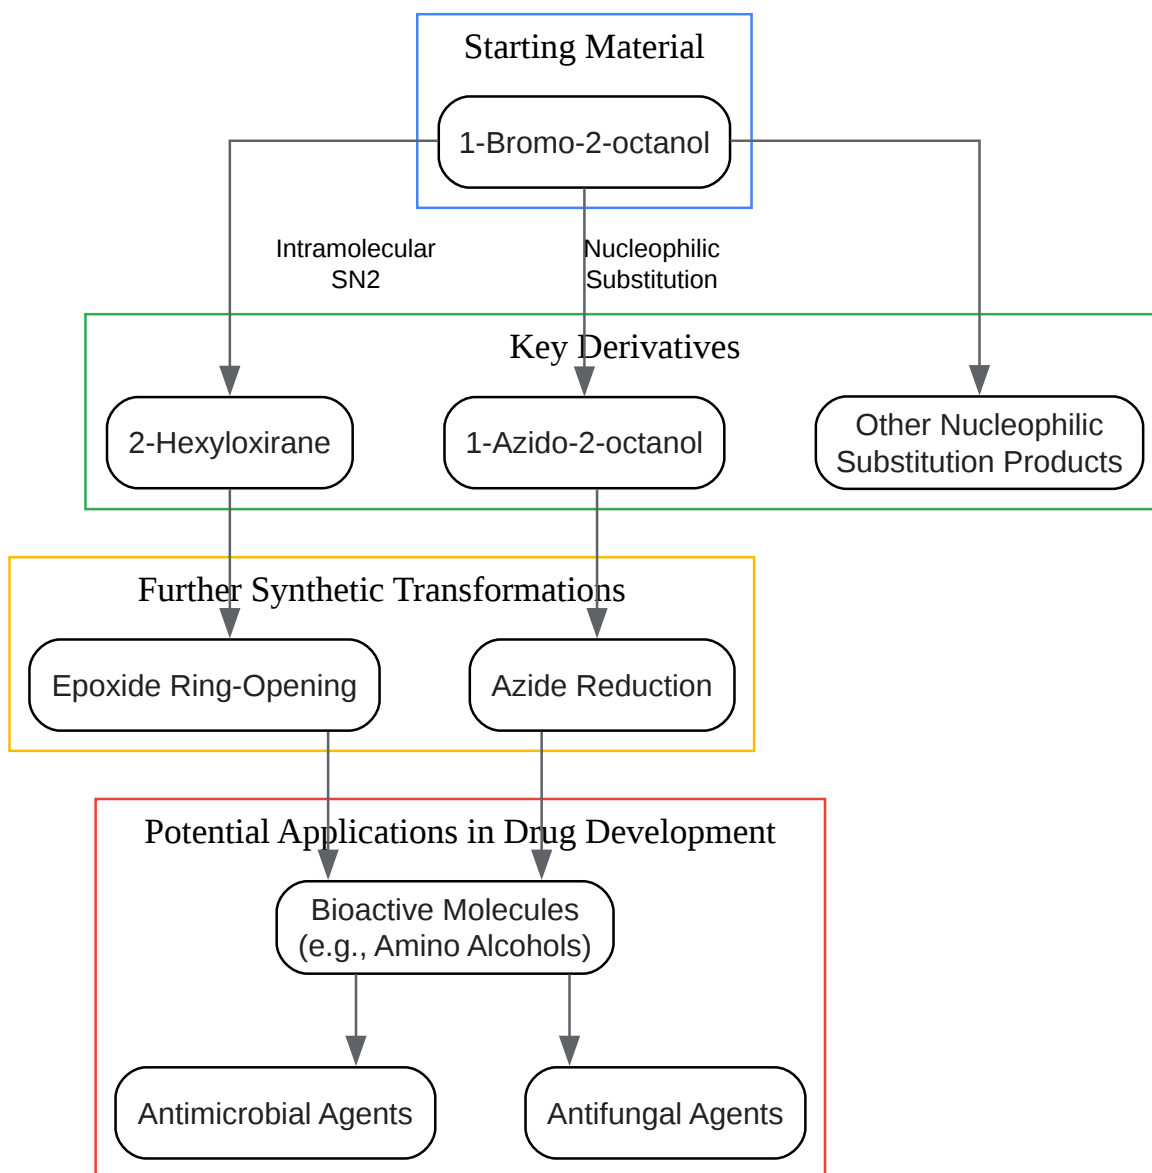 Starting Material
1-Bromo-2-octanol
Intramolecular
SN2
Nucleophilic
Substitution
Key Derivatives
2-Hexyloxirane
1-Azido-2-octanol
Other Nucleophilic
Substitution Products
Further Synthetic Transformations
Epoxide Ring-Opening
Azide Reduction
Potential Applications in Drug Development
Bioactive Molecules
(e.g., Amino Alcohols)
Antimicrobial Agents
Antifungal Agents